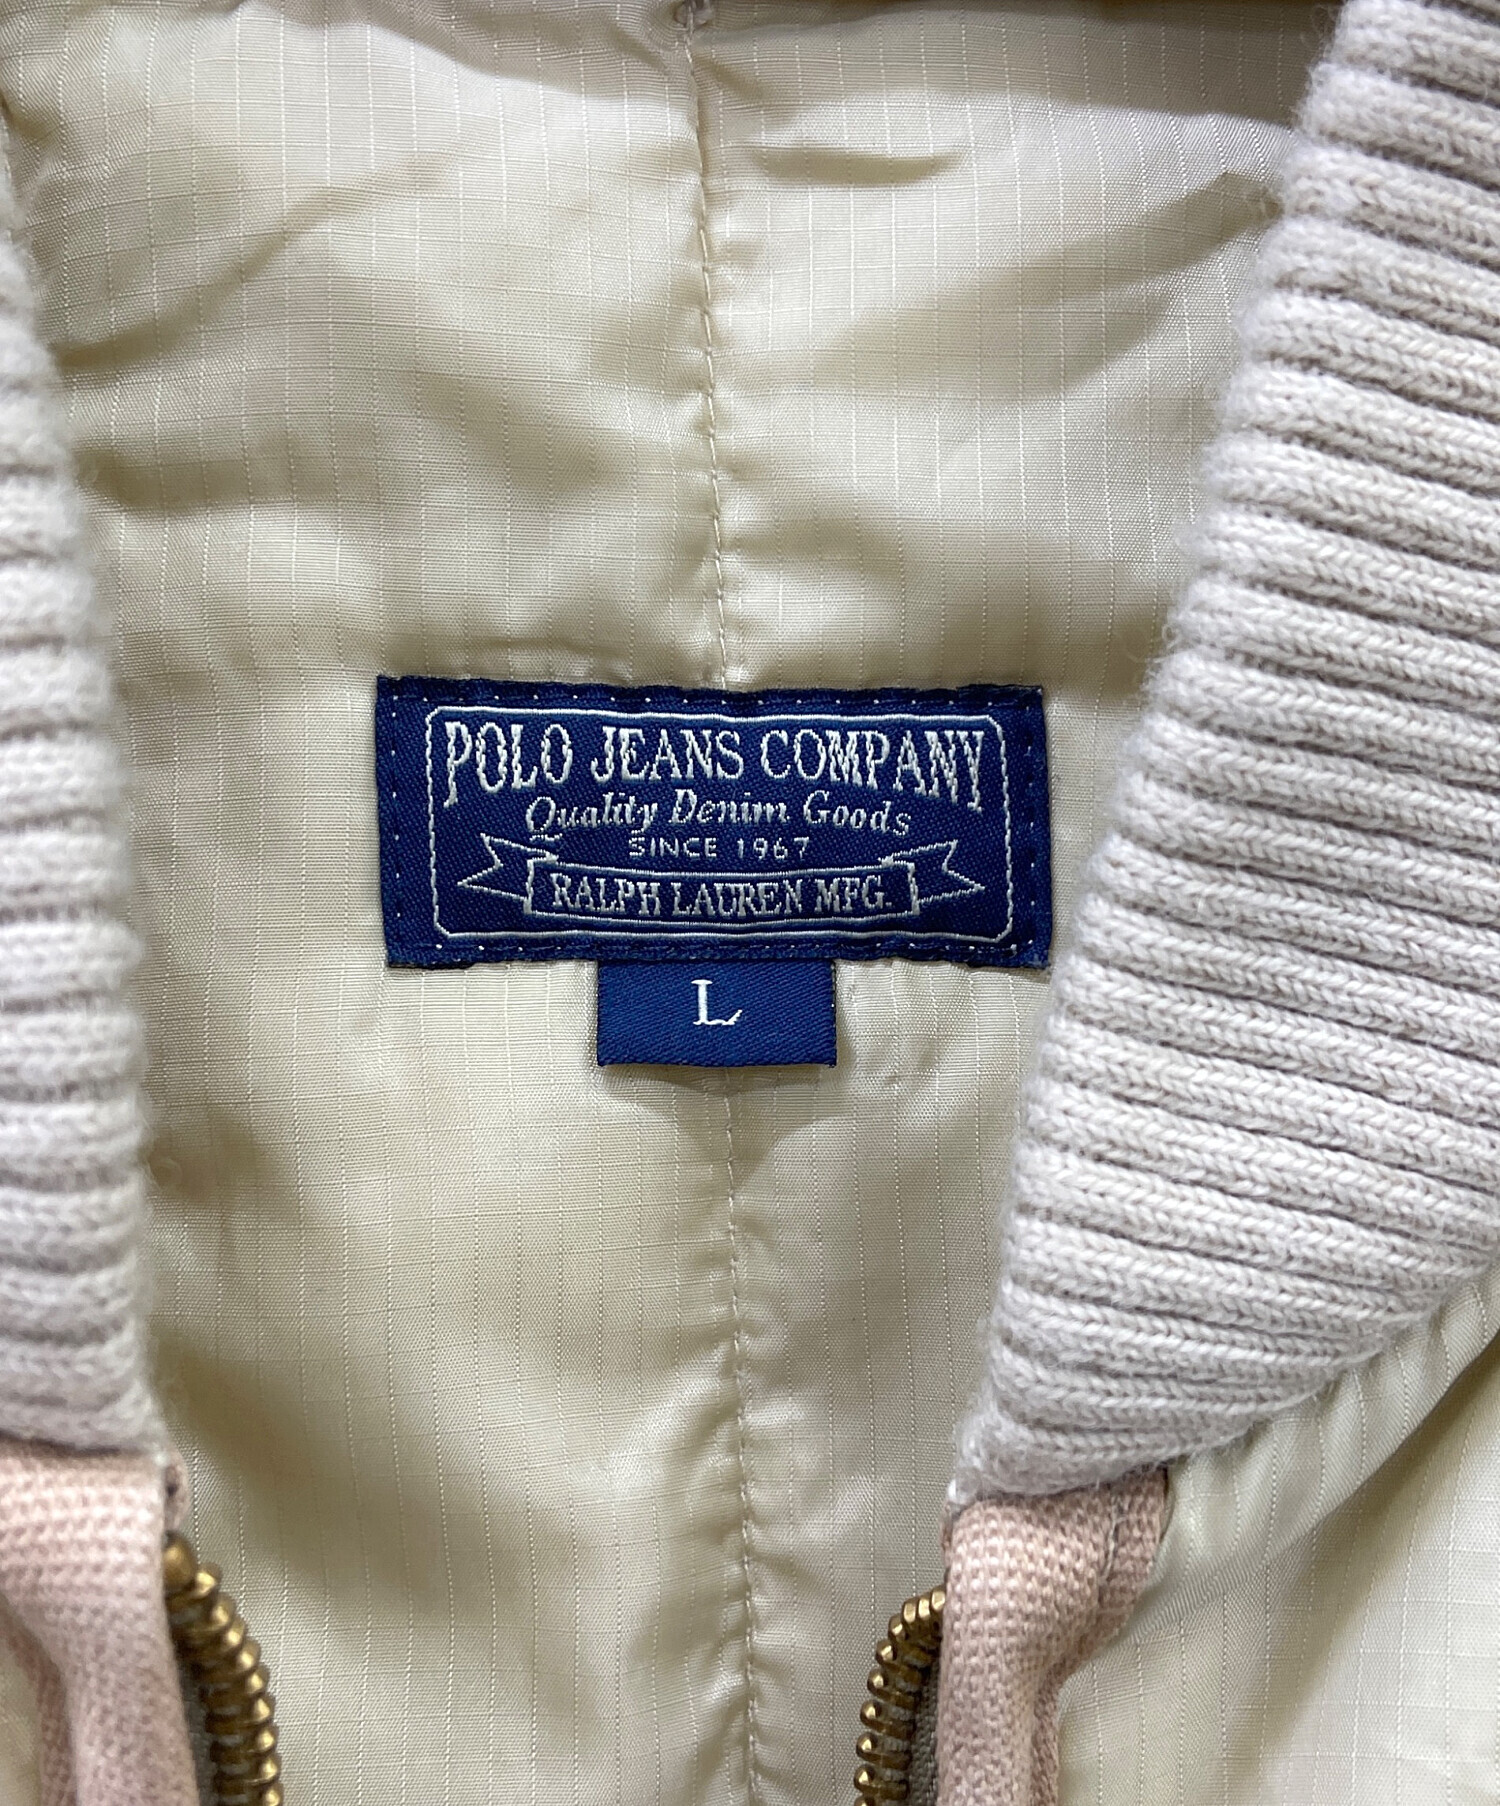 POLO JEANS COMPANY
Quality Denim Goods
SINCE 1967
RALPH LAUREN MFG.
L